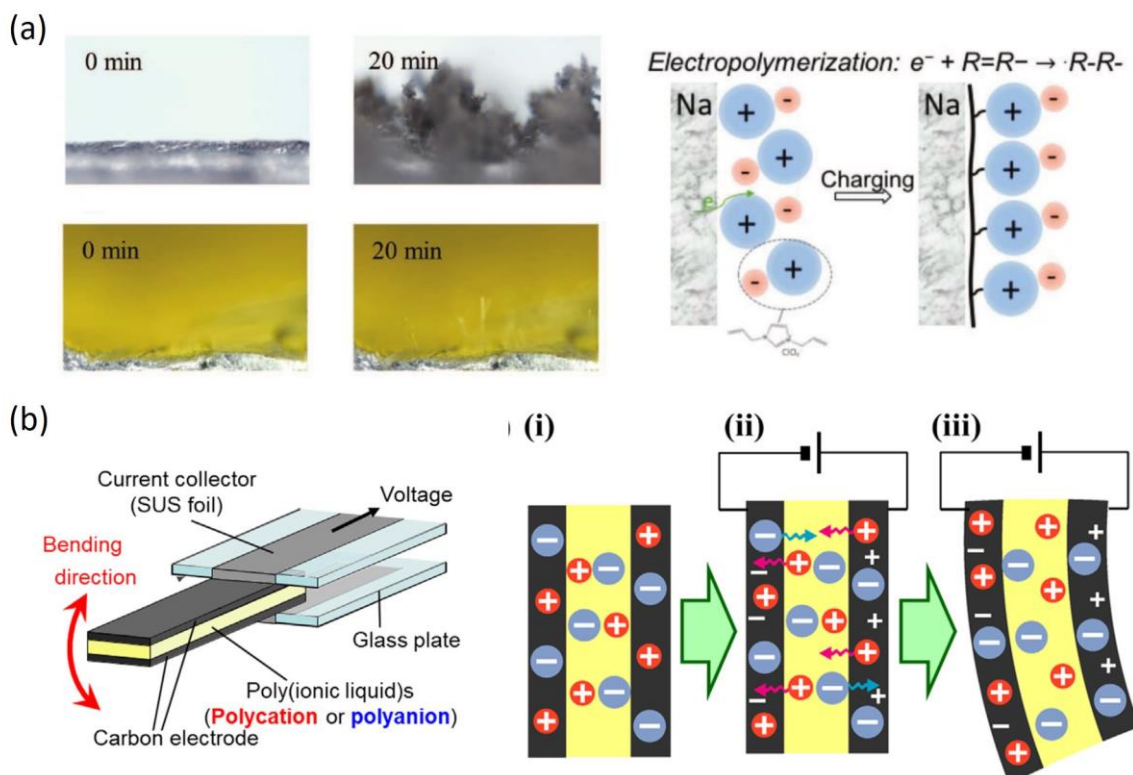 (a)
0 min
20 min
0 min
20 min
Electropolymerization: e⁻ + R=R− → ·R-R-
Na
+
-
+
-
+
-
+
e
Charging
ClO₄
Na
+
-
+
-
+
-
+
-
(b)
Current collector
(SUS foil)
Voltage
Bending
direction
Glass plate
Poly(ionic liquid)s
(Polycation or polyanion)
Carbon electrode
) (i)
(ii)
(iii)